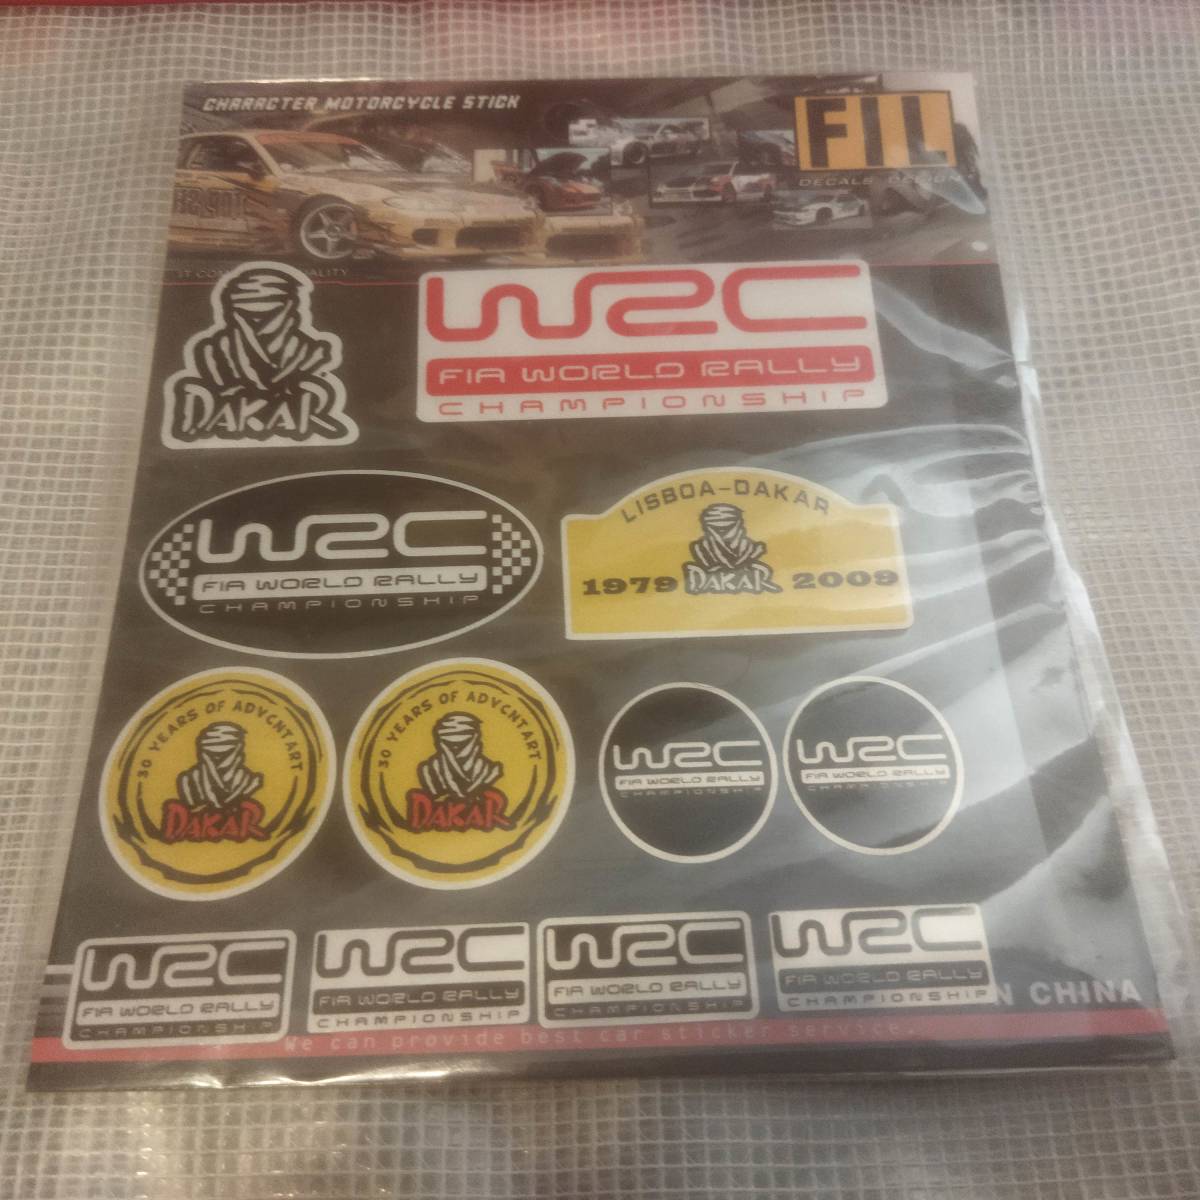 CHARACTER MOTORCYCLE STICK
FIL
DECALS
DAKAR
WRC
FIA WORLD RALLY
CHAMPIONSHIP
WRC
FIA WORLD RALLY
CHAMPIONSHIP
LISBOA-DAKAR
1979 DAKAR 2009
30 YEARS OF ADVCNTART
DAKAR
30 YEARS OF ADVCNTART
DAKAR
WRC
FIA WORLD RALLY
CHAMPIONSHIP
WRC
FIA WORLD RALLY
CHAMPIONSHIP
WRC
FIA WORLD RALLY
CHAMPIONSHIP
WRC
FIA WORLD RALLY
CHAMPIONSHIP
WRC
FIA WORLD RALLY
CHAMPIONSHIP
WRC
FIA WORLD RALLY
CHAMPIONSHIP
N CHINA
We can provide best car sticker service.